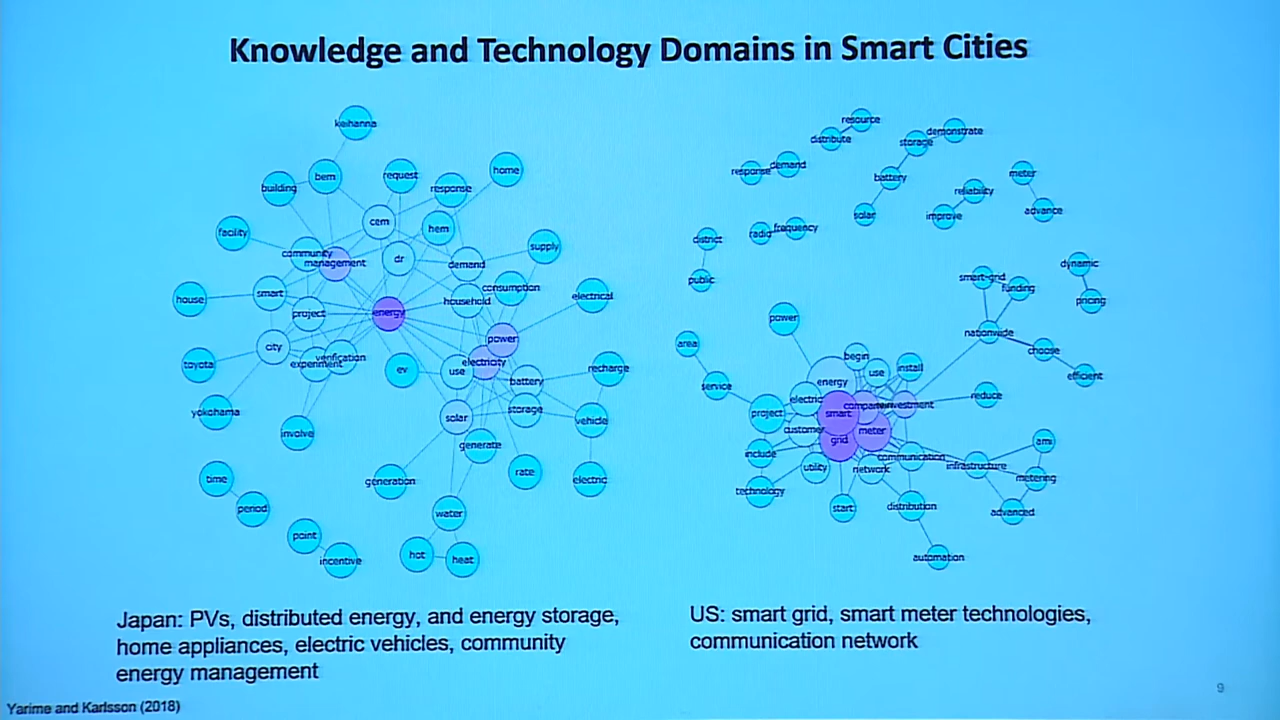 Knowledge and Technology Domains in Smart Cities
keihanna
bem
request
home
building
response
cem
hem
facility
community
management
dr
demand
supply
house
smart
consumption
electrical
household
project
energy
city
verification
experiment
power
electricity
toyota
ev
use
battery
recharge
yokohama
solar
storage
vehicle
involve
generate
time
generation
rate
electric
period
water
point
incentive
hot
heat
resource
distribute
demonstrate
storage
response
demand
battery
meter
reliability
solar
improve
advance
district
radio
frequency
public
dynamic
smart-grid
funding
pricing
power
nationwide
area
begin
choose
use
install
service
energy
efficient
electric
reduce
project
smart
investment
customer
grid
meter
include
utility
network
communication
infrastructure
ami
metering
technology
start
distribution
advanced
automation
Japan: PVs, distributed energy, and energy storage,
home appliances, electric vehicles, community
energy management
US: smart grid, smart meter technologies,
communication network
9
Yarime and Karlsson (2018)